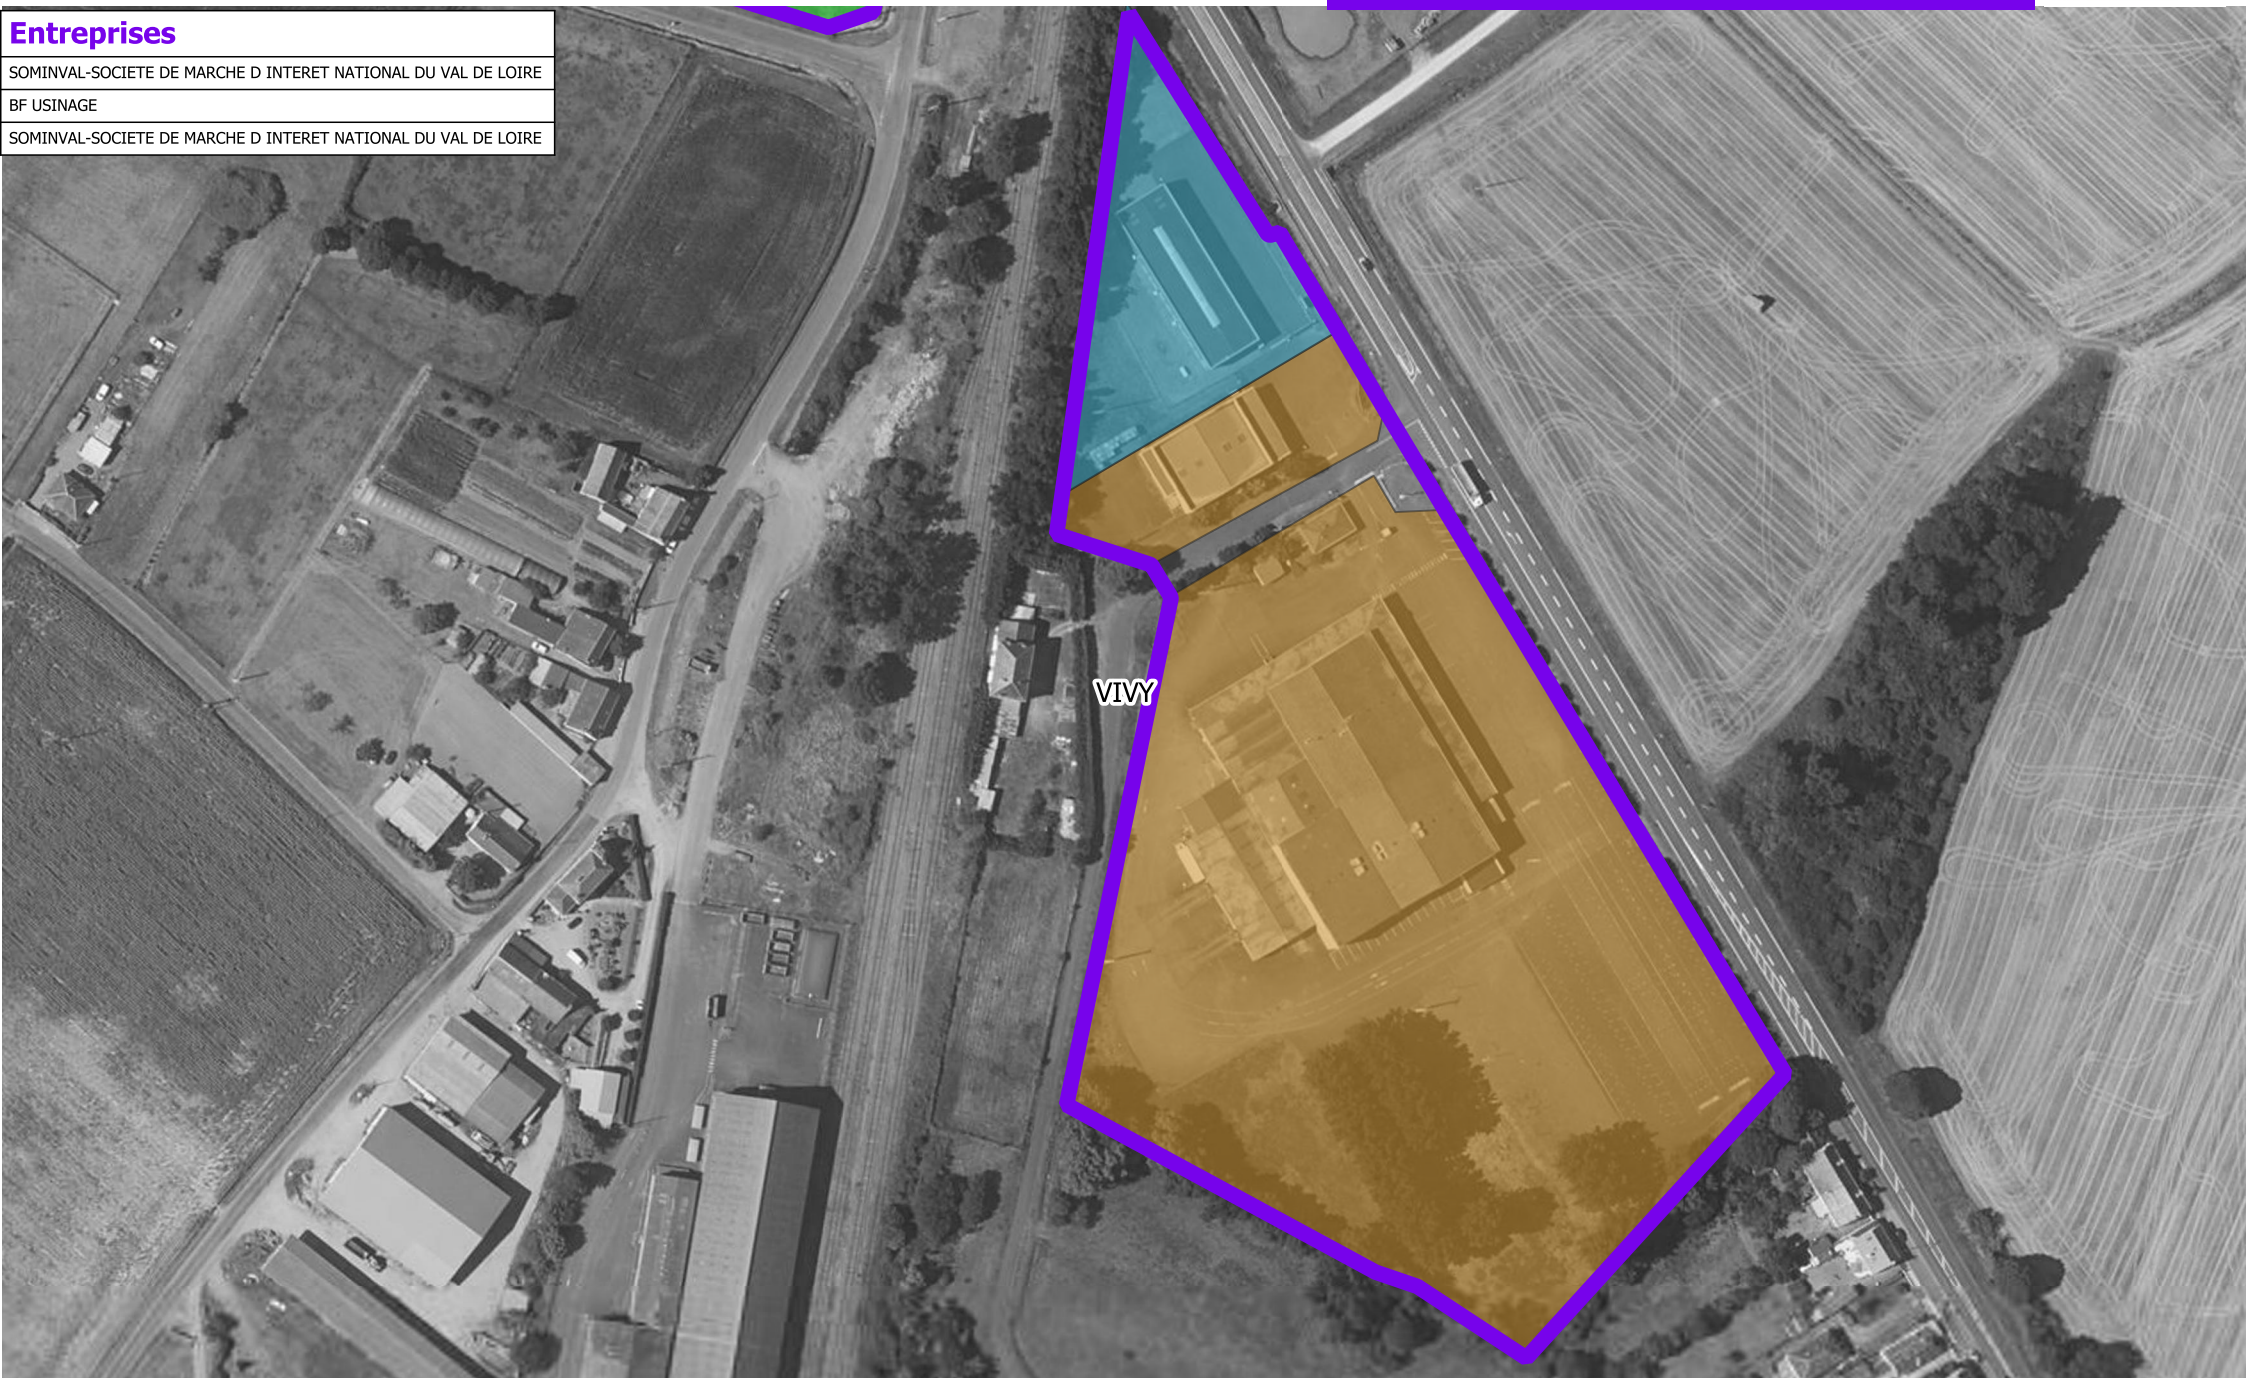 Entreprises
SOMINVAL-SOCIETE DE MARCHE D INTERET NATIONAL DU VAL DE LOIRE
BF USINAGE
SOMINVAL-SOCIETE DE MARCHE D INTERET NATIONAL DU VAL DE LOIRE
VIVY